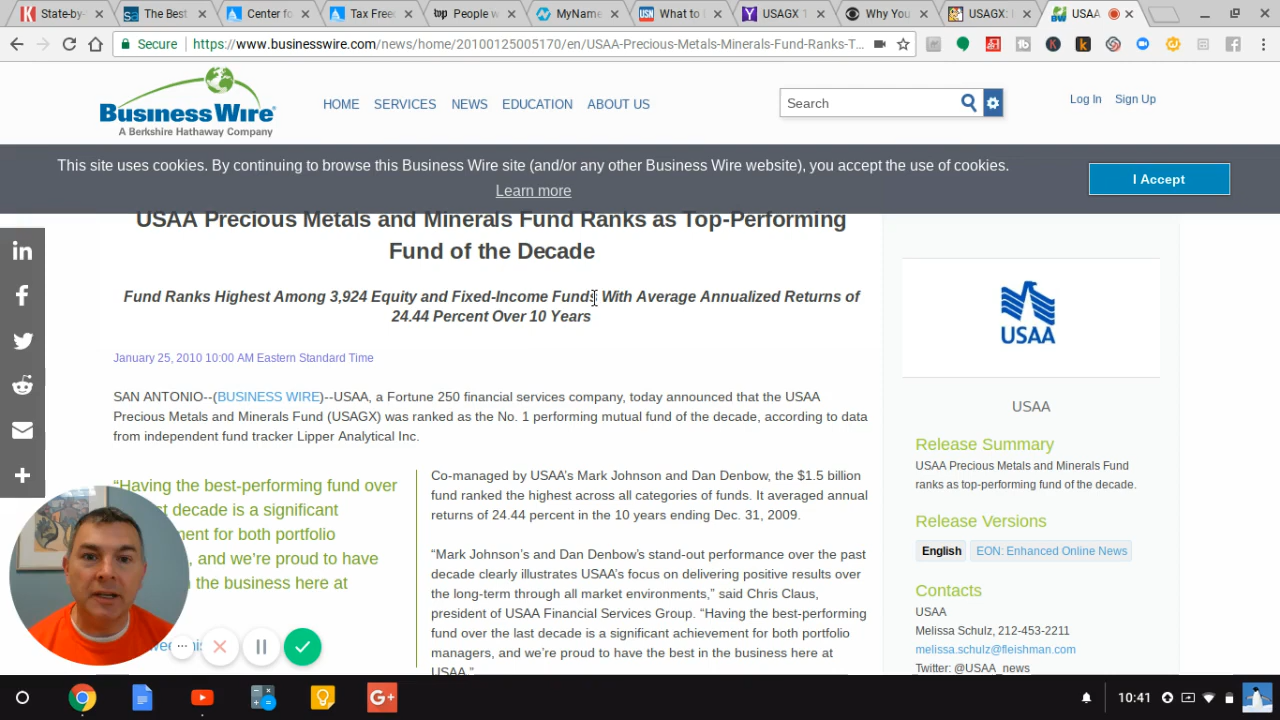 State-by-
The Best
Center fo
Tax Free
People w
MyName
What to
USAGX
Why You
USAGX:
USAA
Secure
https://www.businesswire.com/news/home/20100125005170/en/USAA-Precious-Metals-Minerals-Fund-Ranks-T...
BUSINESS WIRE
A Berkshire Hathaway Company
HOME SERVICES NEWS EDUCATION ABOUT US
Search
Log In Sign Up
This site uses cookies. By continuing to browse this Business Wire site (and/or any other Business Wire website), you accept the use of cookies.
Learn more
I Accept
USAA Precious Metals and Minerals Fund Ranks as Top-Performing
Fund of the Decade
Fund Ranks Highest Among 3,924 Equity and Fixed-Income Funds With Average Annualized Returns of
24.44 Percent Over 10 Years
January 25, 2010 10:00 AM Eastern Standard Time
SAN ANTONIO--(BUSINESS WIRE)--USAA, a Fortune 250 financial services company, today announced that the USAA
Precious Metals and Minerals Fund (USAGX) was ranked as the No. 1 performing mutual fund of the decade, according to data
from independent fund tracker Lipper Analytical Inc.
“Having the best-performing fund over
st decade is a significant
ment for both portfolio
, and we’re proud to have
n the business here at
Co-managed by USAA’s Mark Johnson and Dan Denbow, the $1.5 billion
fund ranked the highest across all categories of funds. It averaged annual
returns of 24.44 percent in the 10 years ending Dec. 31, 2009.
“Mark Johnson’s and Dan Denbow’s stand-out performance over the past
decade clearly illustrates USAA’s focus on delivering positive results over
the long-term through all market environments,” said Chris Claus,
president of USAA Financial Services Group. “Having the best-performing
fund over the last decade is a significant achievement for both portfolio
managers, and we’re proud to have the best in the business here at
USAA.”
USAA
USAA
Release Summary
USAA Precious Metals and Minerals Fund
ranks as top-performing fund of the decade.
Release Versions
English
EON: Enhanced Online News
Contacts
USAA
Melissa Schulz, 212-453-2211
melissa.schulz@fleishman.com
Twitter: @USAA_news
10:41